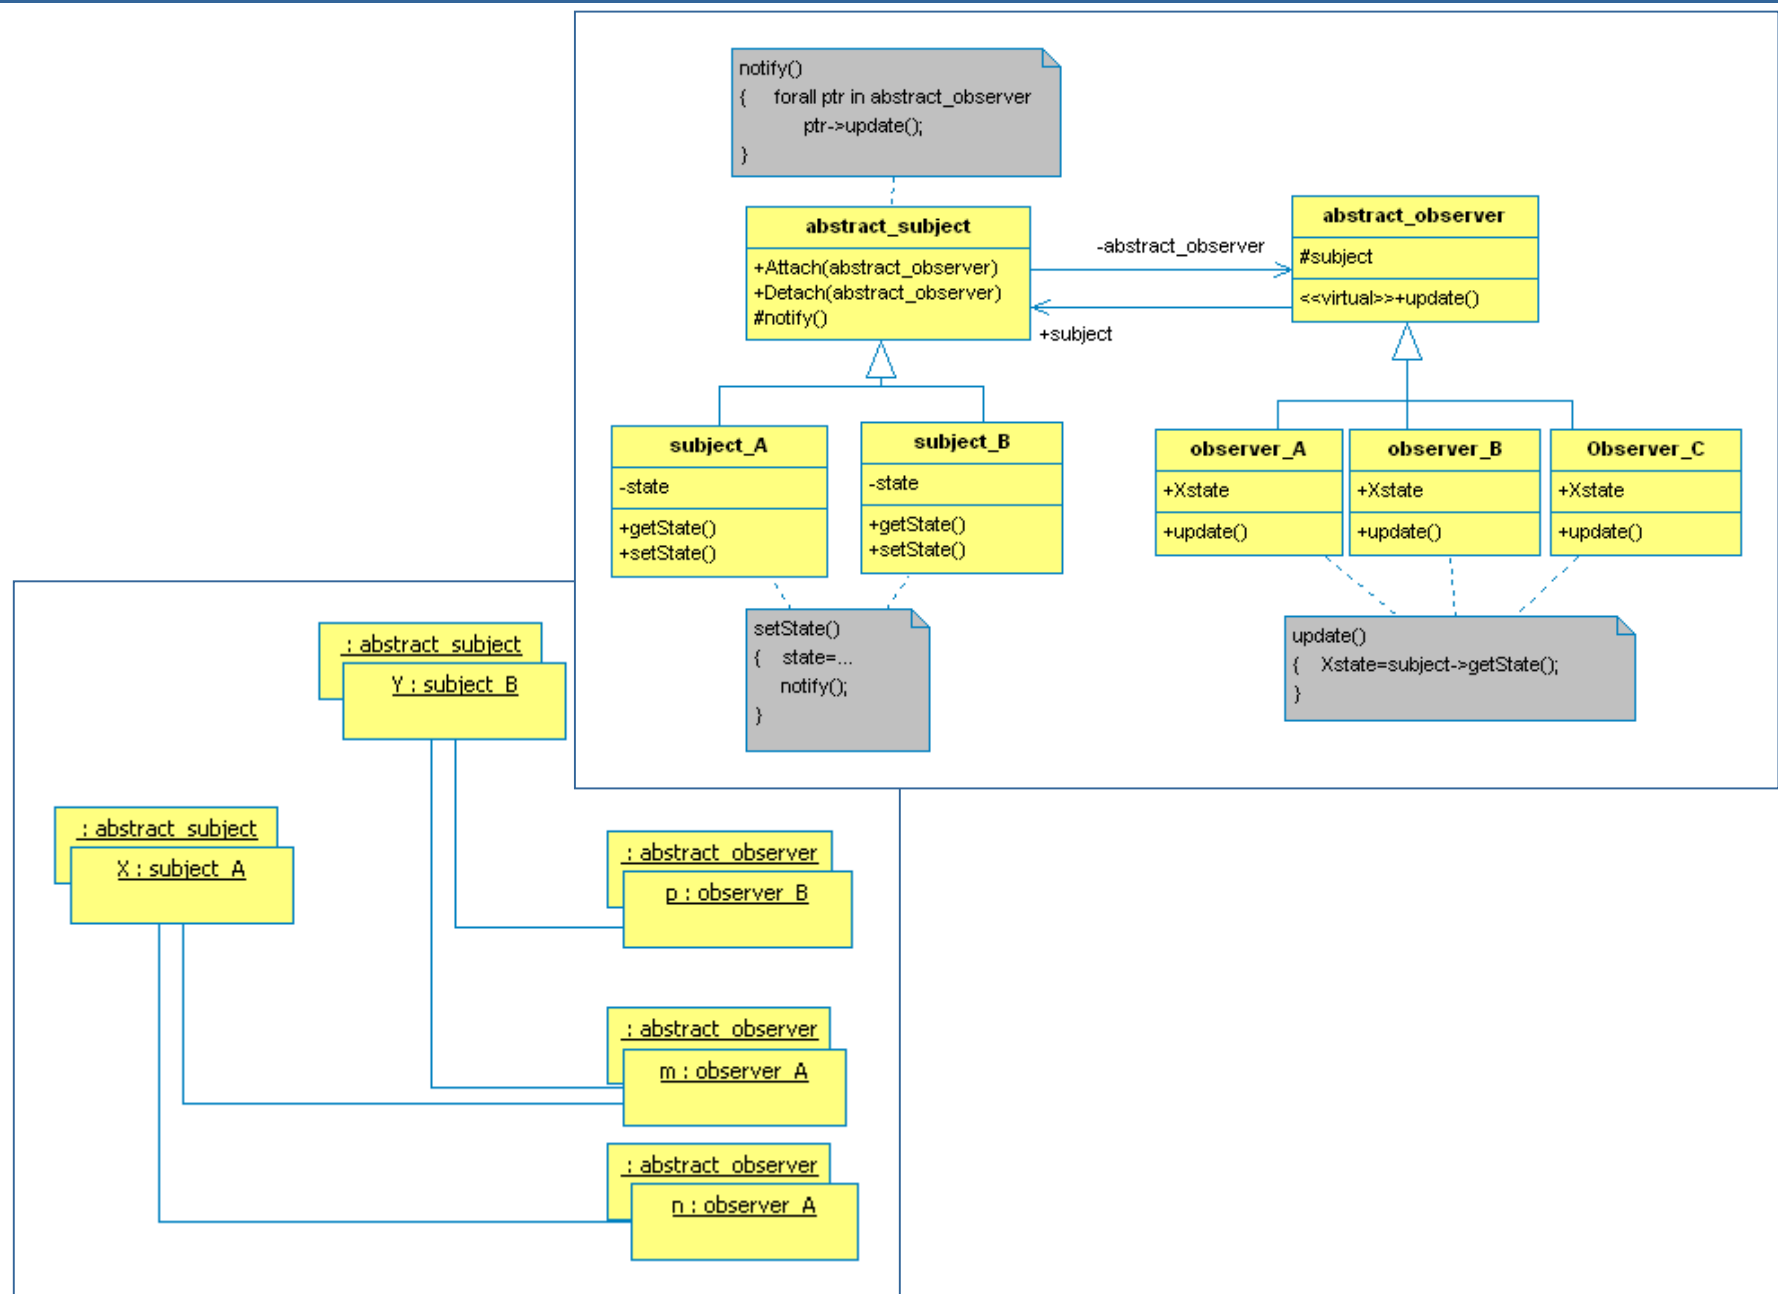 notify()
{ forall ptr in abstract_observer
ptr->update();
}
abstract_subject
+Attach(abstract_observer)
+Detach(abstract_observer)
#notify()
-abstract_observer
+subject
abstract_observer
#subject
<<virtual>>+update()
subject_A
-state
+getState()
+setState()
subject_B
-state
+getState()
+setState()
observer_A
+Xstate
+update()
observer_B
+Xstate
+update()
Observer_C
+Xstate
+update()
setState()
{ state=...
notify();
}
update()
{ Xstate=subject->getState();
}
: abstract_subject
Y : subject_B
: abstract_subject
X : subject_A
: abstract_observer
p : observer_B
: abstract_observer
m : observer_A
: abstract_observer
n : observer_A